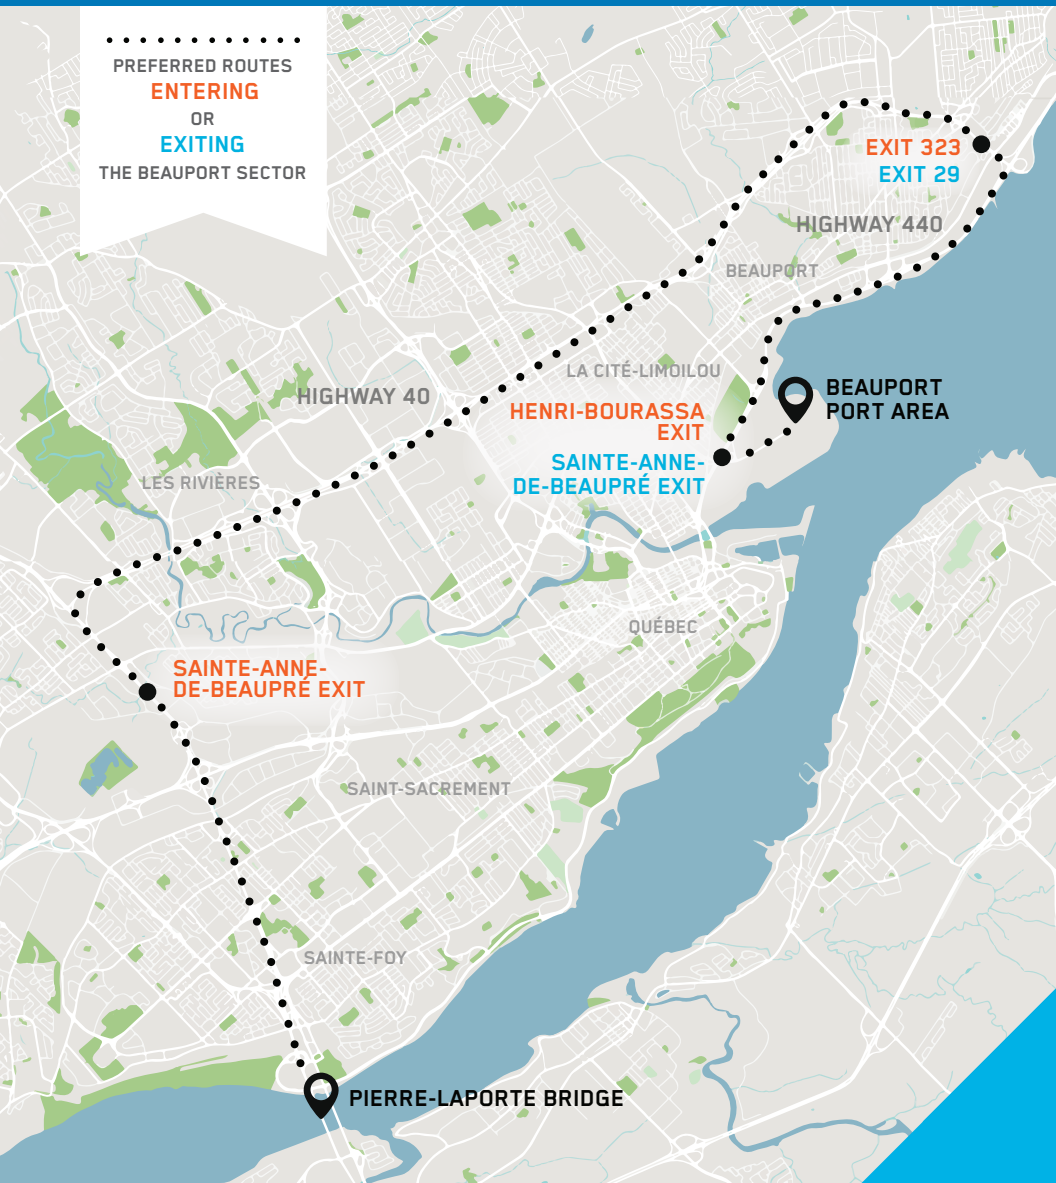 PREFERRED ROUTES
ENTERING
OR
EXITING
THE BEAUPORT SECTOR
EXIT 323
EXIT 29
HIGHWAY 440
BEAUPORT
LA CITÉ-LIMOILOU
BEAUPORT
PORT AREA
HIGHWAY 40
HENRI-BOURASSA
EXIT
SAINTE-ANNE-
DE-BEAUPRÉ EXIT
LES RIVIÈRES
QUÉBEC
SAINTE-ANNE-
DE-BEAUPRÉ EXIT
SAINT-SACREMENT
SAINTE-FOY
PIERRE-LAPORTE BRIDGE